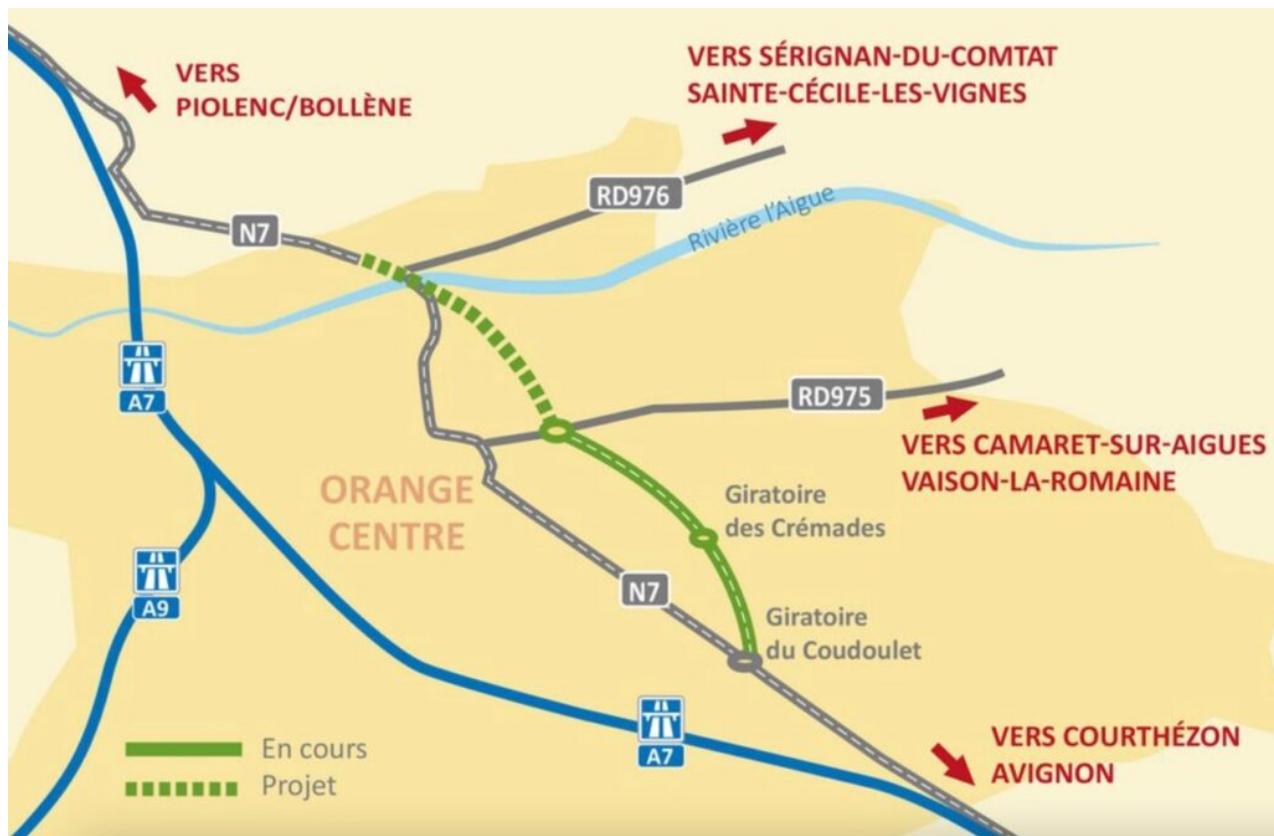 VERS
PIOLENC/BOLLÈNE
VERS SÉRIGNAN-DU-COMTAT
SAINTE-CÉCILE-LES-VIGNES
RD976
N7
Rivière l'Aigue
A7
RD975
VERS CAMARET-SUR-AIGUES
VAISON-LA-ROMAINE
ORANGE
CENTRE
Giratoire
des Crémades
A9
N7
Giratoire
du Coudoulet
A7
En cours
Projet
VERS COURTHÉZON
AVIGNON